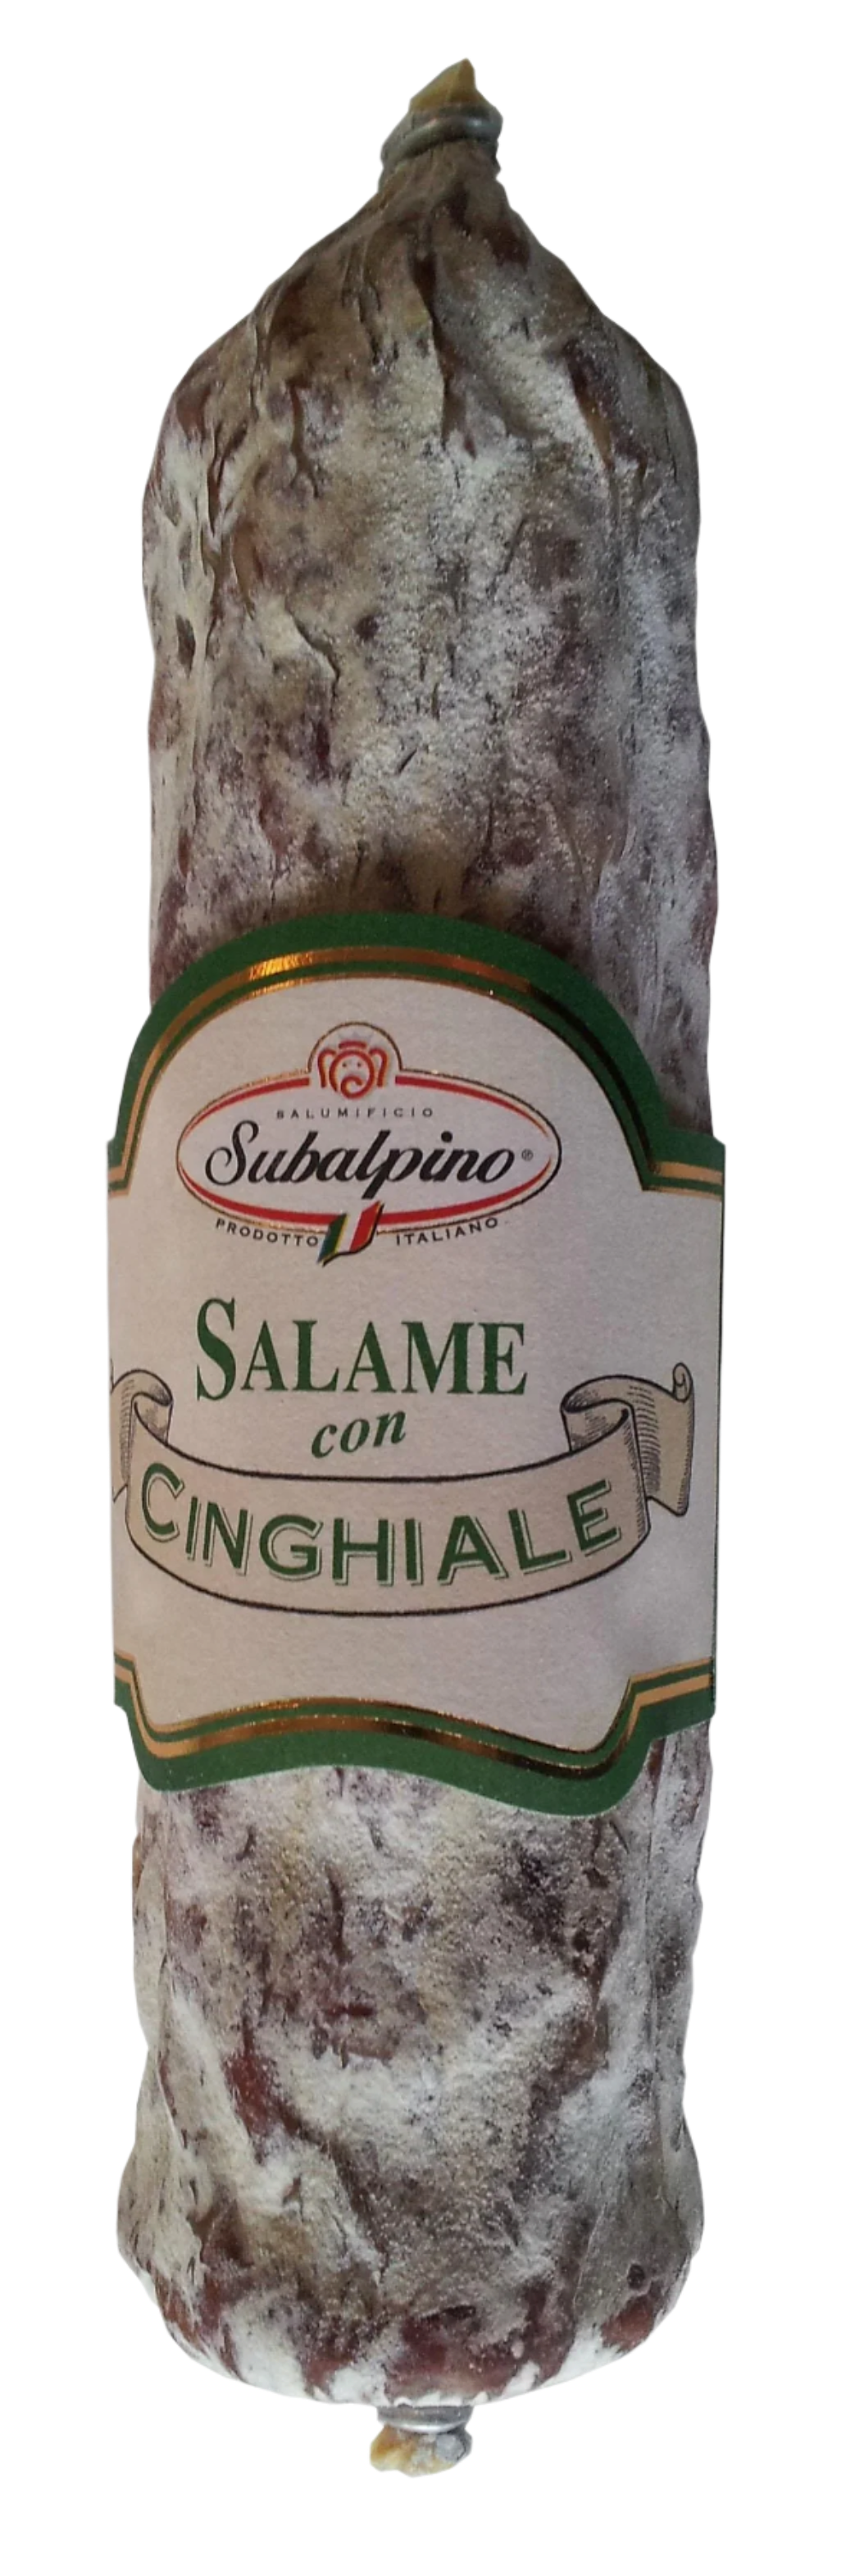 SALUMIFICIO
Subalpino®
PRODOTTO ITALIANO
SALAME
con
CINGHIALE